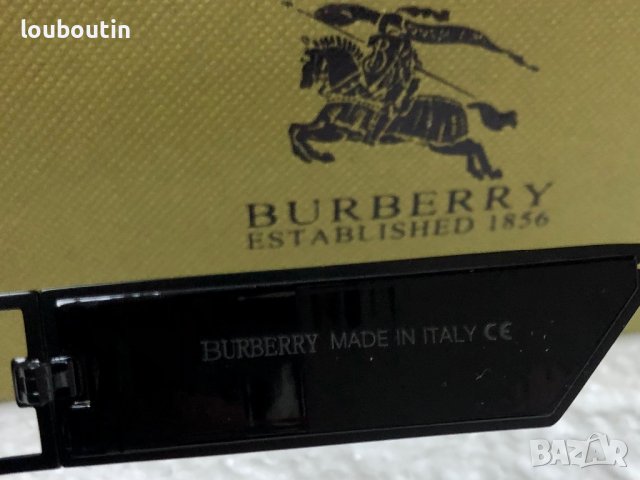 louboutin
BURBERRY
ESTABLISHED 1856
BURBERRY MADE IN ITALY CE
BAZAR